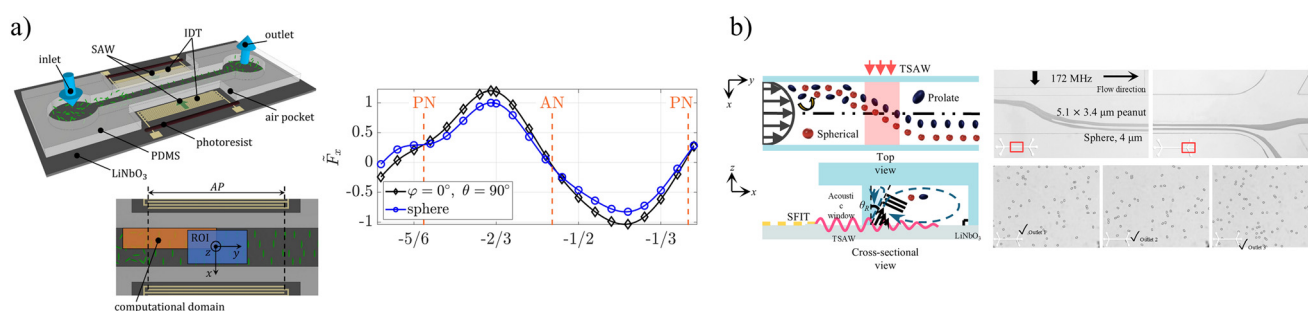 a)
inlet
SAW
IDT
outlet
air pocket
photoresist
PDMS
LiNbO₃
AP
ROI
z
y
x
computational domain
F̃ₓ
1
0.5
0
-0.5
-1
PN
AN
PN
φ = 0°, θ = 90°
sphere
-5/6
-2/3
-1/2
-1/3
b)
TSAW
y
x
Prolate
Spherical
Top
view
z
x
Acousti
c
window
θR
SFIT
TSAW
LiNbO₃
Cross-sectional
view
172 MHz
Flow direction
5.1 × 3.4 μm peanut
Sphere, 4 μm
Outlet 1
Outlet 2
Outlet 3